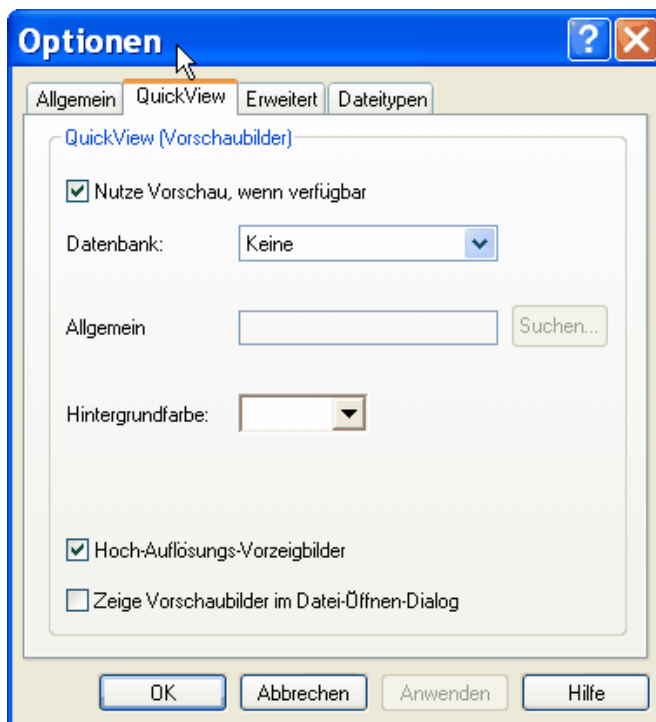 Optionen
Allgemein QuickView Erweitert Dateitypen
QuickView (Vorschaubilder)
Nutze Vorschau, wenn verfügbar
Datenbank: Keine
Allgemein Suchen...
Hintergrundfarbe:
Hoch-Auflösungs-Vorzeigbilder
Zeige Vorschaubilder im Datei-Öffnen-Dialog
OK Abbrechen Anwenden Hilfe